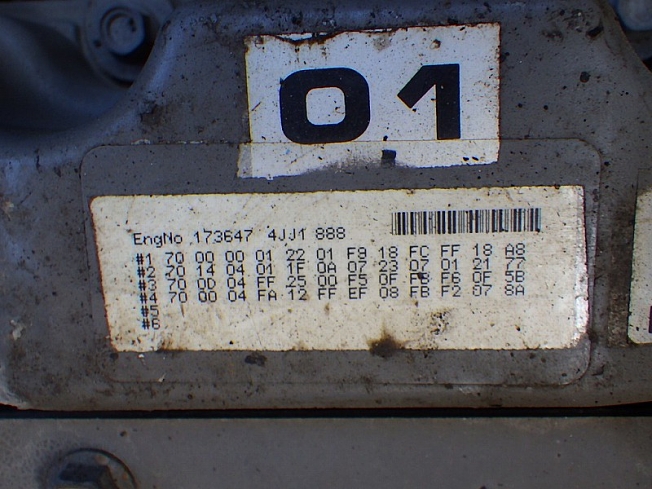 01
EngNo 173647 4JJ1 888
#1 70 00 00 01 22 01 F9 18 FC FF 18 A8
#2 70 14 04 01 1F 0A 07 23 07 01 21 77
#3 70 0D 04 FF 25 00 F5 0F FB F6 0F 5B
#4 70 00 04 FA 12 FF EF 08 FB F2 07 8A
#5
#6